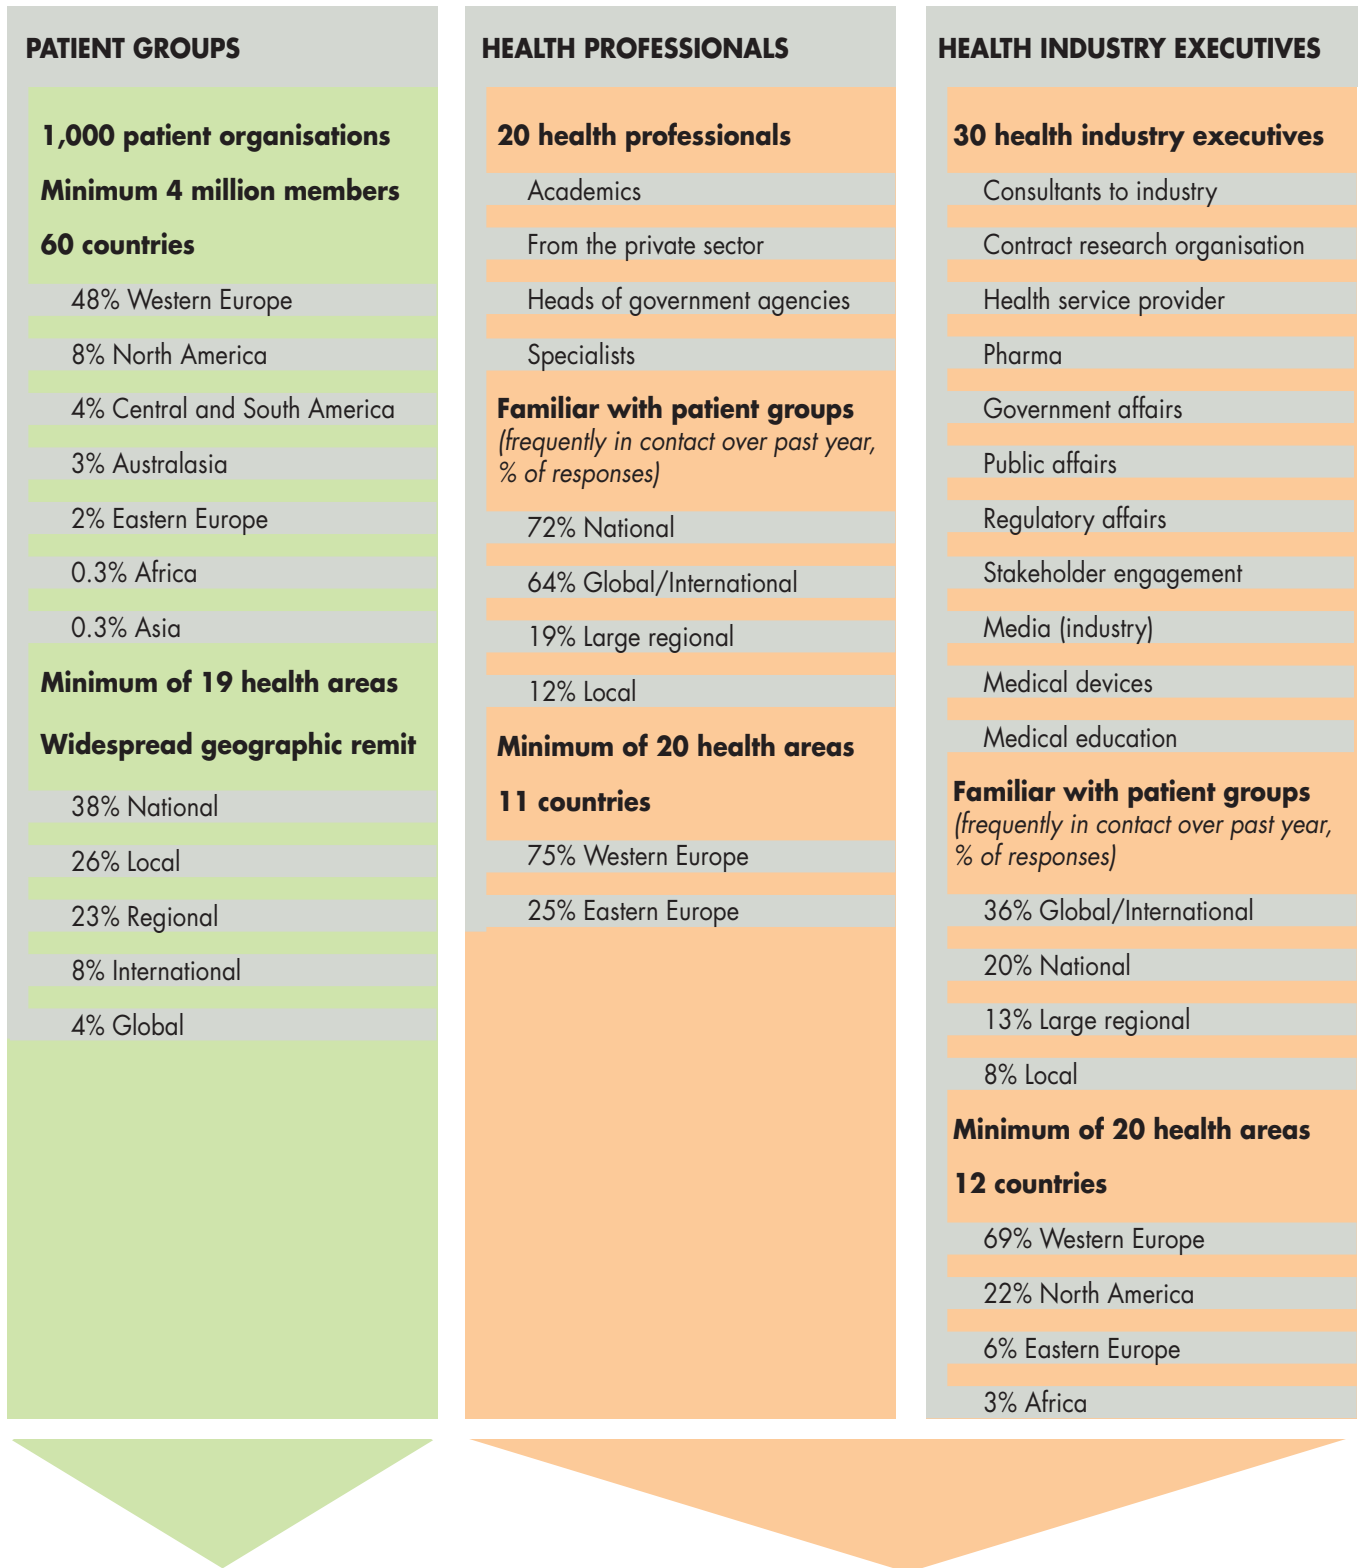 PATIENT GROUPS
1,000 patient organisations
Minimum 4 million members
60 countries
48% Western Europe
8% North America
4% Central and South America
3% Australasia
2% Eastern Europe
0.3% Africa
0.3% Asia
Minimum of 19 health areas
Widespread geographic remit
38% National
26% Local
23% Regional
8% International
4% Global
HEALTH PROFESSIONALS
20 health professionals
Academics
From the private sector
Heads of government agencies
Specialists
Familiar with patient groups
(frequently in contact over past year,
% of responses)
72% National
64% Global/International
19% Large regional
12% Local
Minimum of 20 health areas
11 countries
75% Western Europe
25% Eastern Europe
HEALTH INDUSTRY EXECUTIVES
30 health industry executives
Consultants to industry
Contract research organisation
Health service provider
Pharma
Government affairs
Public affairs
Regulatory affairs
Stakeholder engagement
Media (industry)
Medical devices
Medical education
Familiar with patient groups
(frequently in contact over past year,
% of responses)
36% Global/International
20% National
13% Large regional
8% Local
Minimum of 20 health areas
12 countries
69% Western Europe
22% North America
6% Eastern Europe
3% Africa